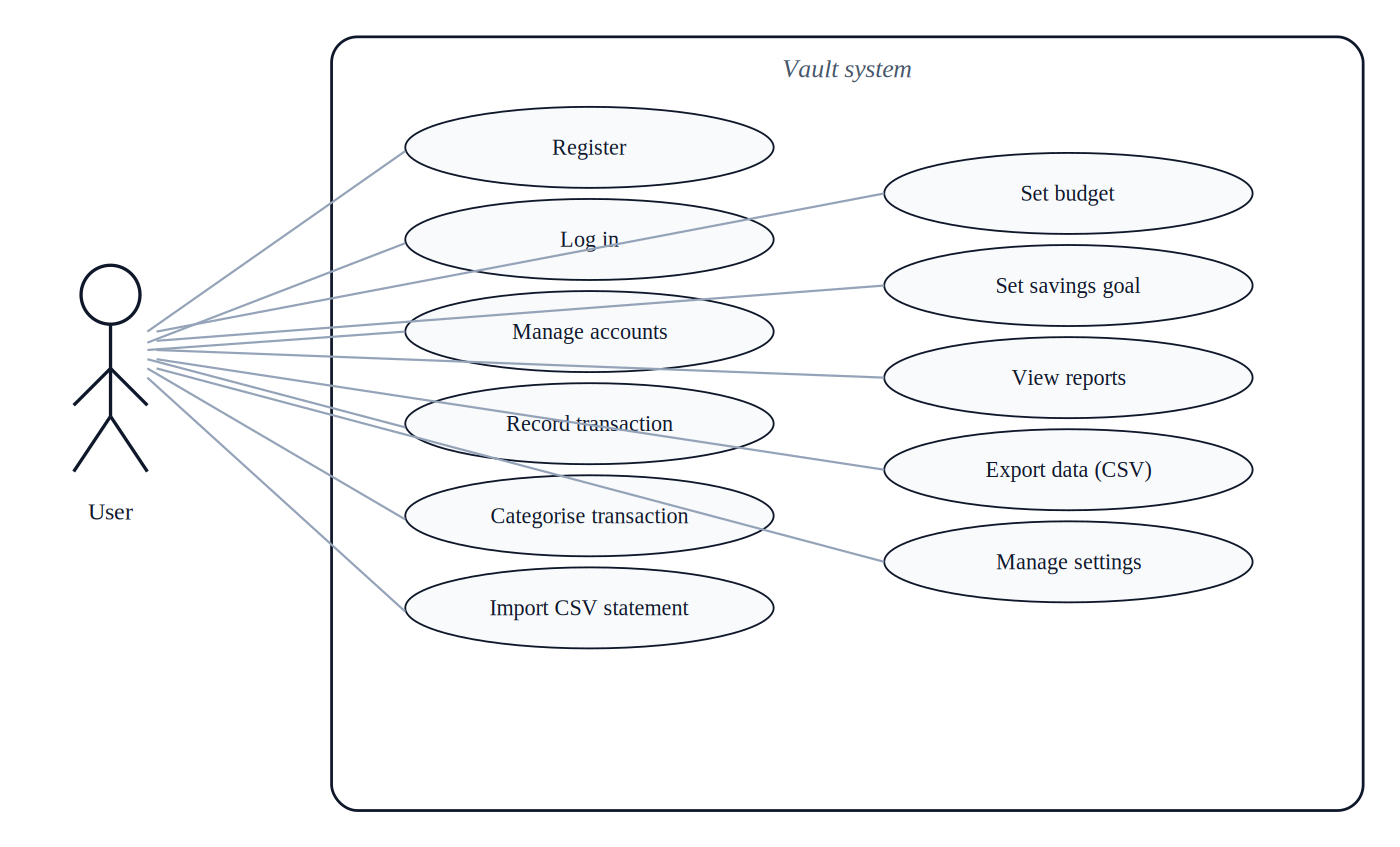 Vault system
Register
Log in
Manage accounts
Record transaction
Categorise transaction
Import CSV statement
Set budget
Set savings goal
View reports
Export data (CSV)
Manage settings
User